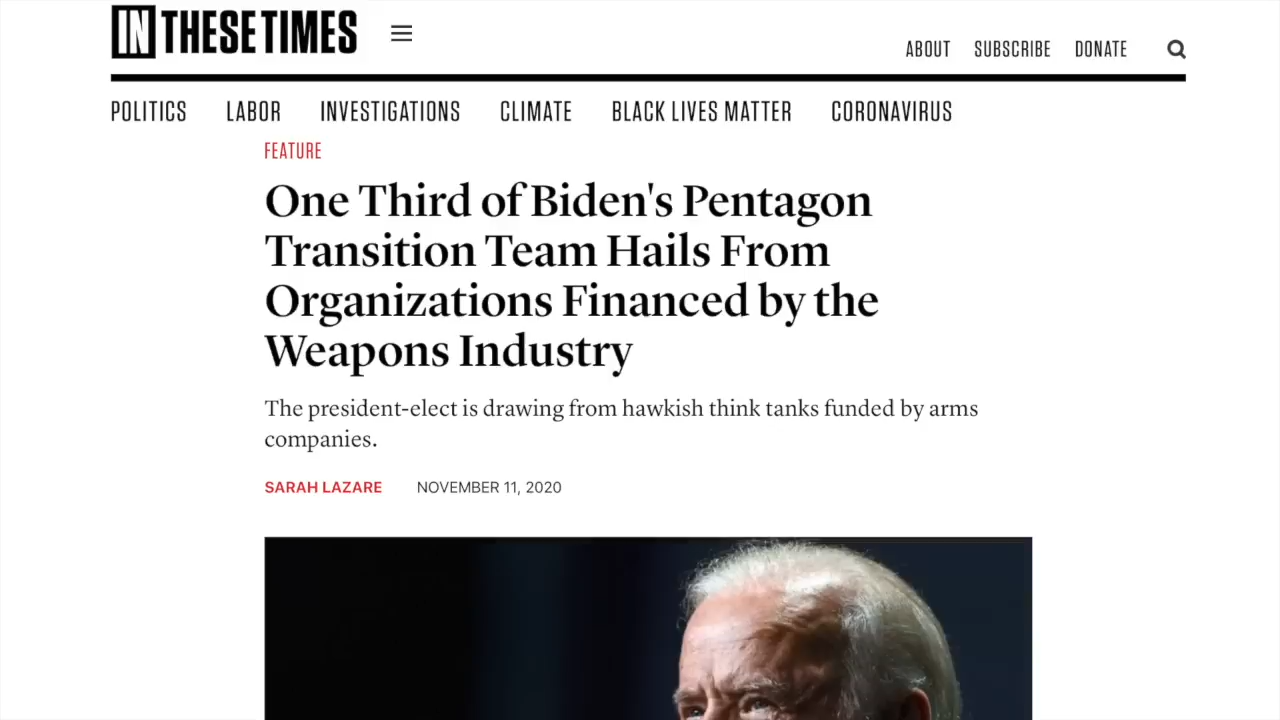 IN THESE TIMES
ABOUT SUBSCRIBE DONATE
POLITICS LABOR INVESTIGATIONS CLIMATE BLACK LIVES MATTER CORONAVIRUS
FEATURE
One Third of Biden's Pentagon
Transition Team Hails From
Organizations Financed by the
Weapons Industry
The president-elect is drawing from hawkish think tanks funded by arms
companies.
SARAH LAZARE NOVEMBER 11, 2020